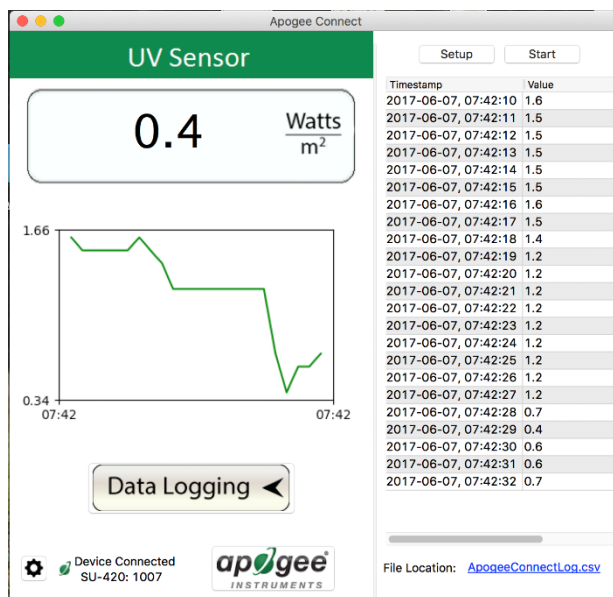 Apogee Connect
UV Sensor
0.4 Watts
m2
1.66
0.34
07:42 07:42
Data Logging
Device Connected
SU-420: 1007
apogee
INSTRUMENTS
Setup Start
Timestamp Value
2017-06-07, 07:42:10 1.6
2017-06-07, 07:42:11 1.5
2017-06-07, 07:42:12 1.5
2017-06-07, 07:42:13 1.5
2017-06-07, 07:42:14 1.5
2017-06-07, 07:42:15 1.5
2017-06-07, 07:42:16 1.6
2017-06-07, 07:42:17 1.5
2017-06-07, 07:42:18 1.4
2017-06-07, 07:42:19 1.2
2017-06-07, 07:42:20 1.2
2017-06-07, 07:42:21 1.2
2017-06-07, 07:42:22 1.2
2017-06-07, 07:42:23 1.2
2017-06-07, 07:42:24 1.2
2017-06-07, 07:42:25 1.2
2017-06-07, 07:42:26 1.2
2017-06-07, 07:42:27 1.2
2017-06-07, 07:42:28 0.7
2017-06-07, 07:42:29 0.4
2017-06-07, 07:42:30 0.6
2017-06-07, 07:42:31 0.6
2017-06-07, 07:42:32 0.7
File Location: ApogeeConnectLog.csv